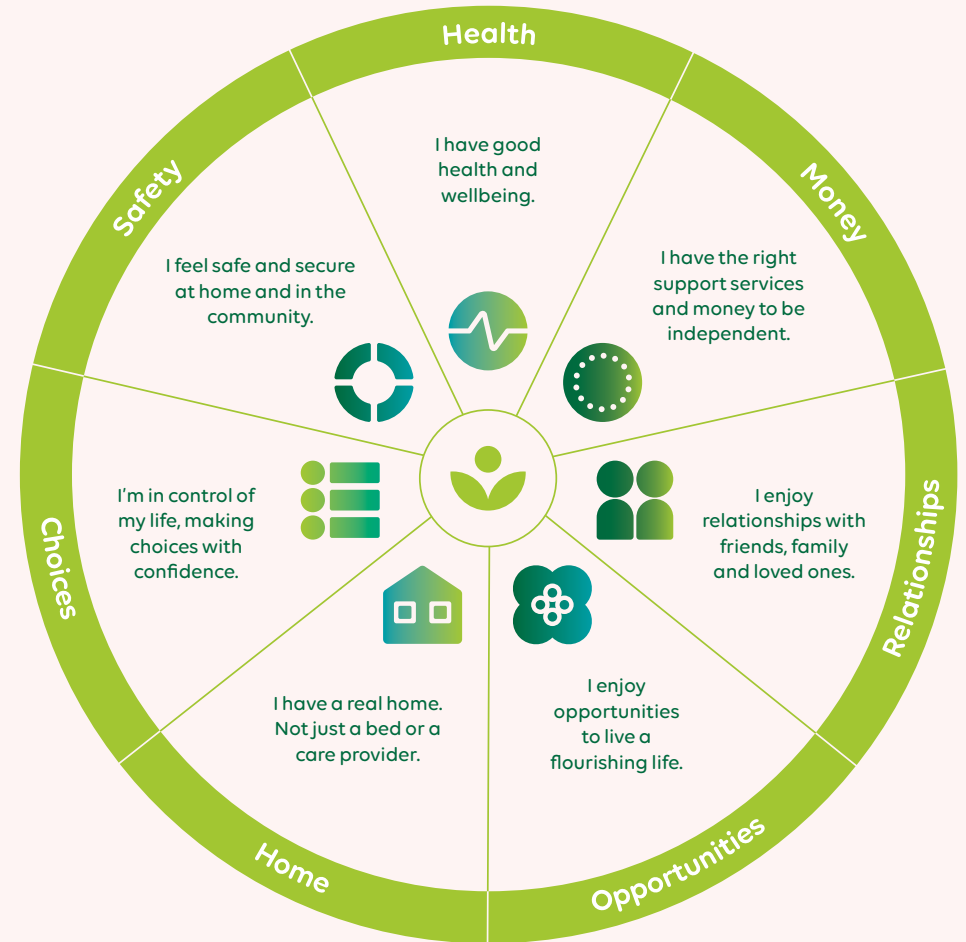 Health
I have good
health and
wellbeing.
Money
I have the right
support services
and money to be
independent.
Relationships
I enjoy
relationships with
friends, family
and loved ones.
Opportunities
I enjoy
opportunities
to live a
flourishing life.
Home
I have a real home.
Not just a bed or a
care provider.
Choices
I'm in control of
my life, making
choices with
confidence.
Safety
I feel safe and secure
at home and in the
community.